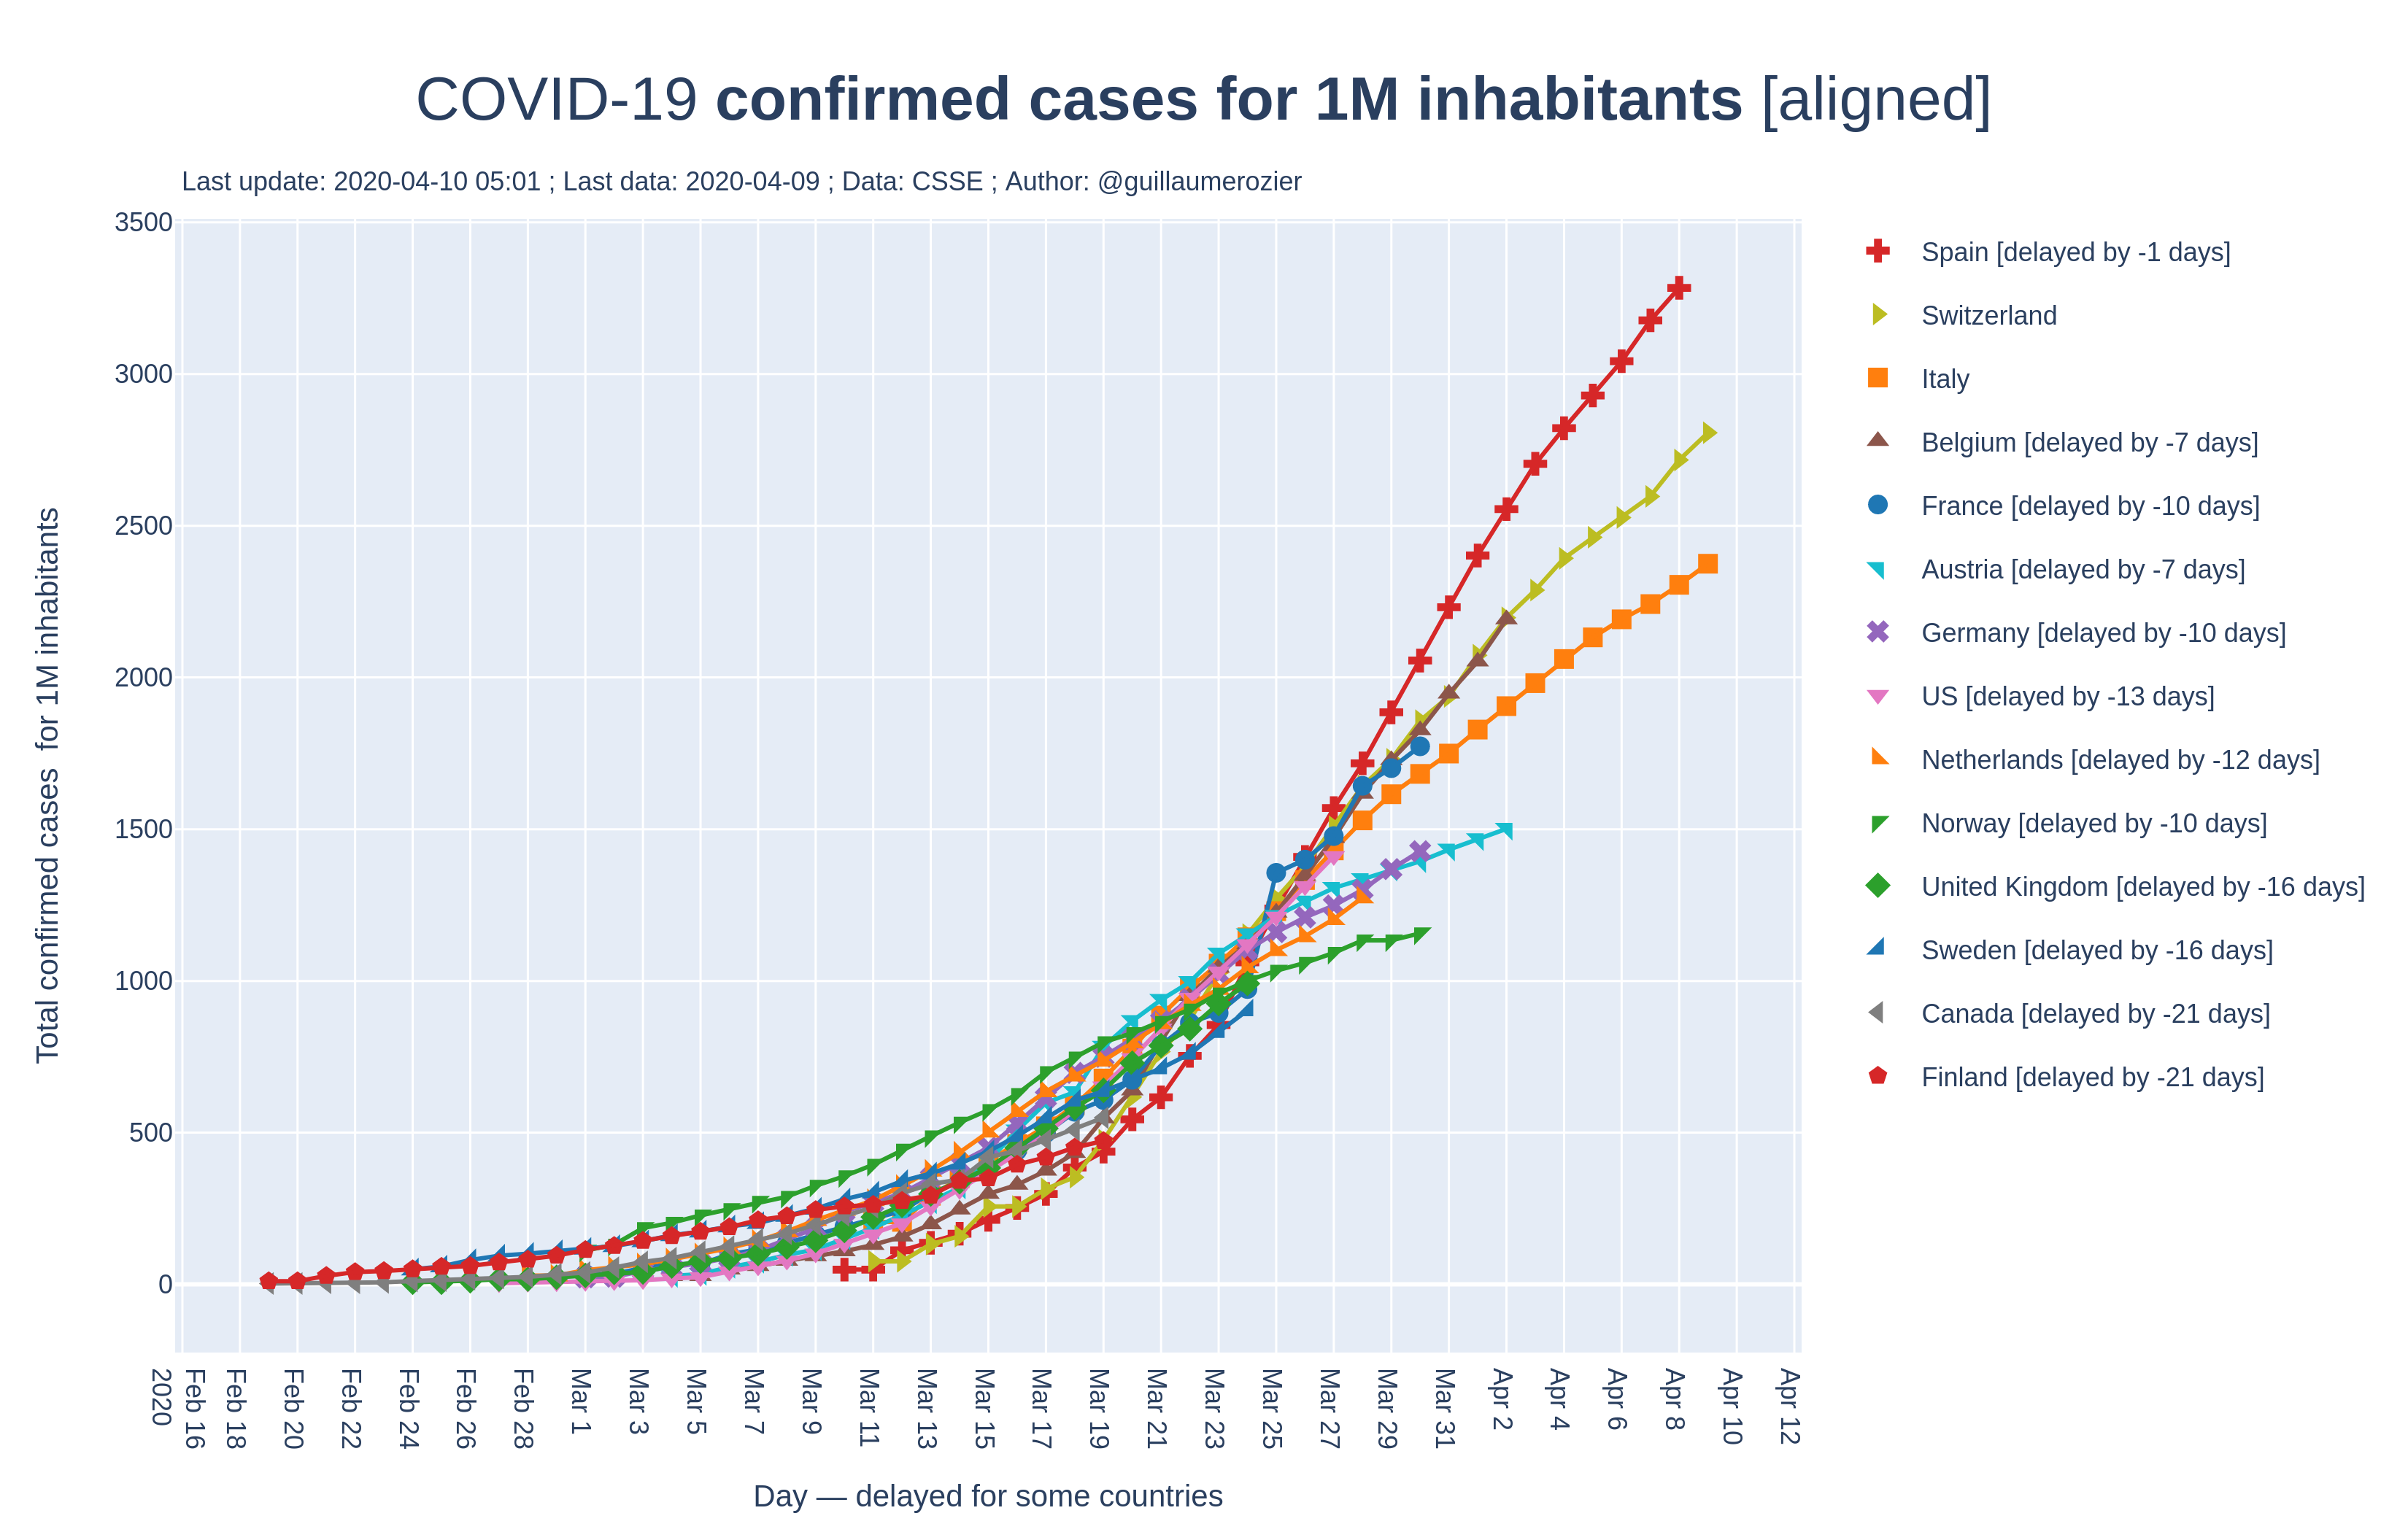 COVID-19 confirmed cases for 1M inhabitants [aligned]
Last update: 2020-04-10 05:01 ; Last data: 2020-04-09 ; Data: CSSE ; Author: @guillaumerozier
3500
3000
2500
2000
1500
1000
500
0
Total confirmed cases  for 1M inhabitants
Feb 16
2020
Feb 18
Feb 20
Feb 22
Feb 24
Feb 26
Feb 28
Mar 1
Mar 3
Mar 5
Mar 7
Mar 9
Mar 11
Mar 13
Mar 15
Mar 17
Mar 19
Mar 21
Mar 23
Mar 25
Mar 27
Mar 29
Mar 31
Apr 2
Apr 4
Apr 6
Apr 8
Apr 10
Apr 12
Day — delayed for some countries
Spain [delayed by -1 days]
Switzerland
Italy
Belgium [delayed by -7 days]
France [delayed by -10 days]
Austria [delayed by -7 days]
Germany [delayed by -10 days]
US [delayed by -13 days]
Netherlands [delayed by -12 days]
Norway [delayed by -10 days]
United Kingdom [delayed by -16 days]
Sweden [delayed by -16 days]
Canada [delayed by -21 days]
Finland [delayed by -21 days]